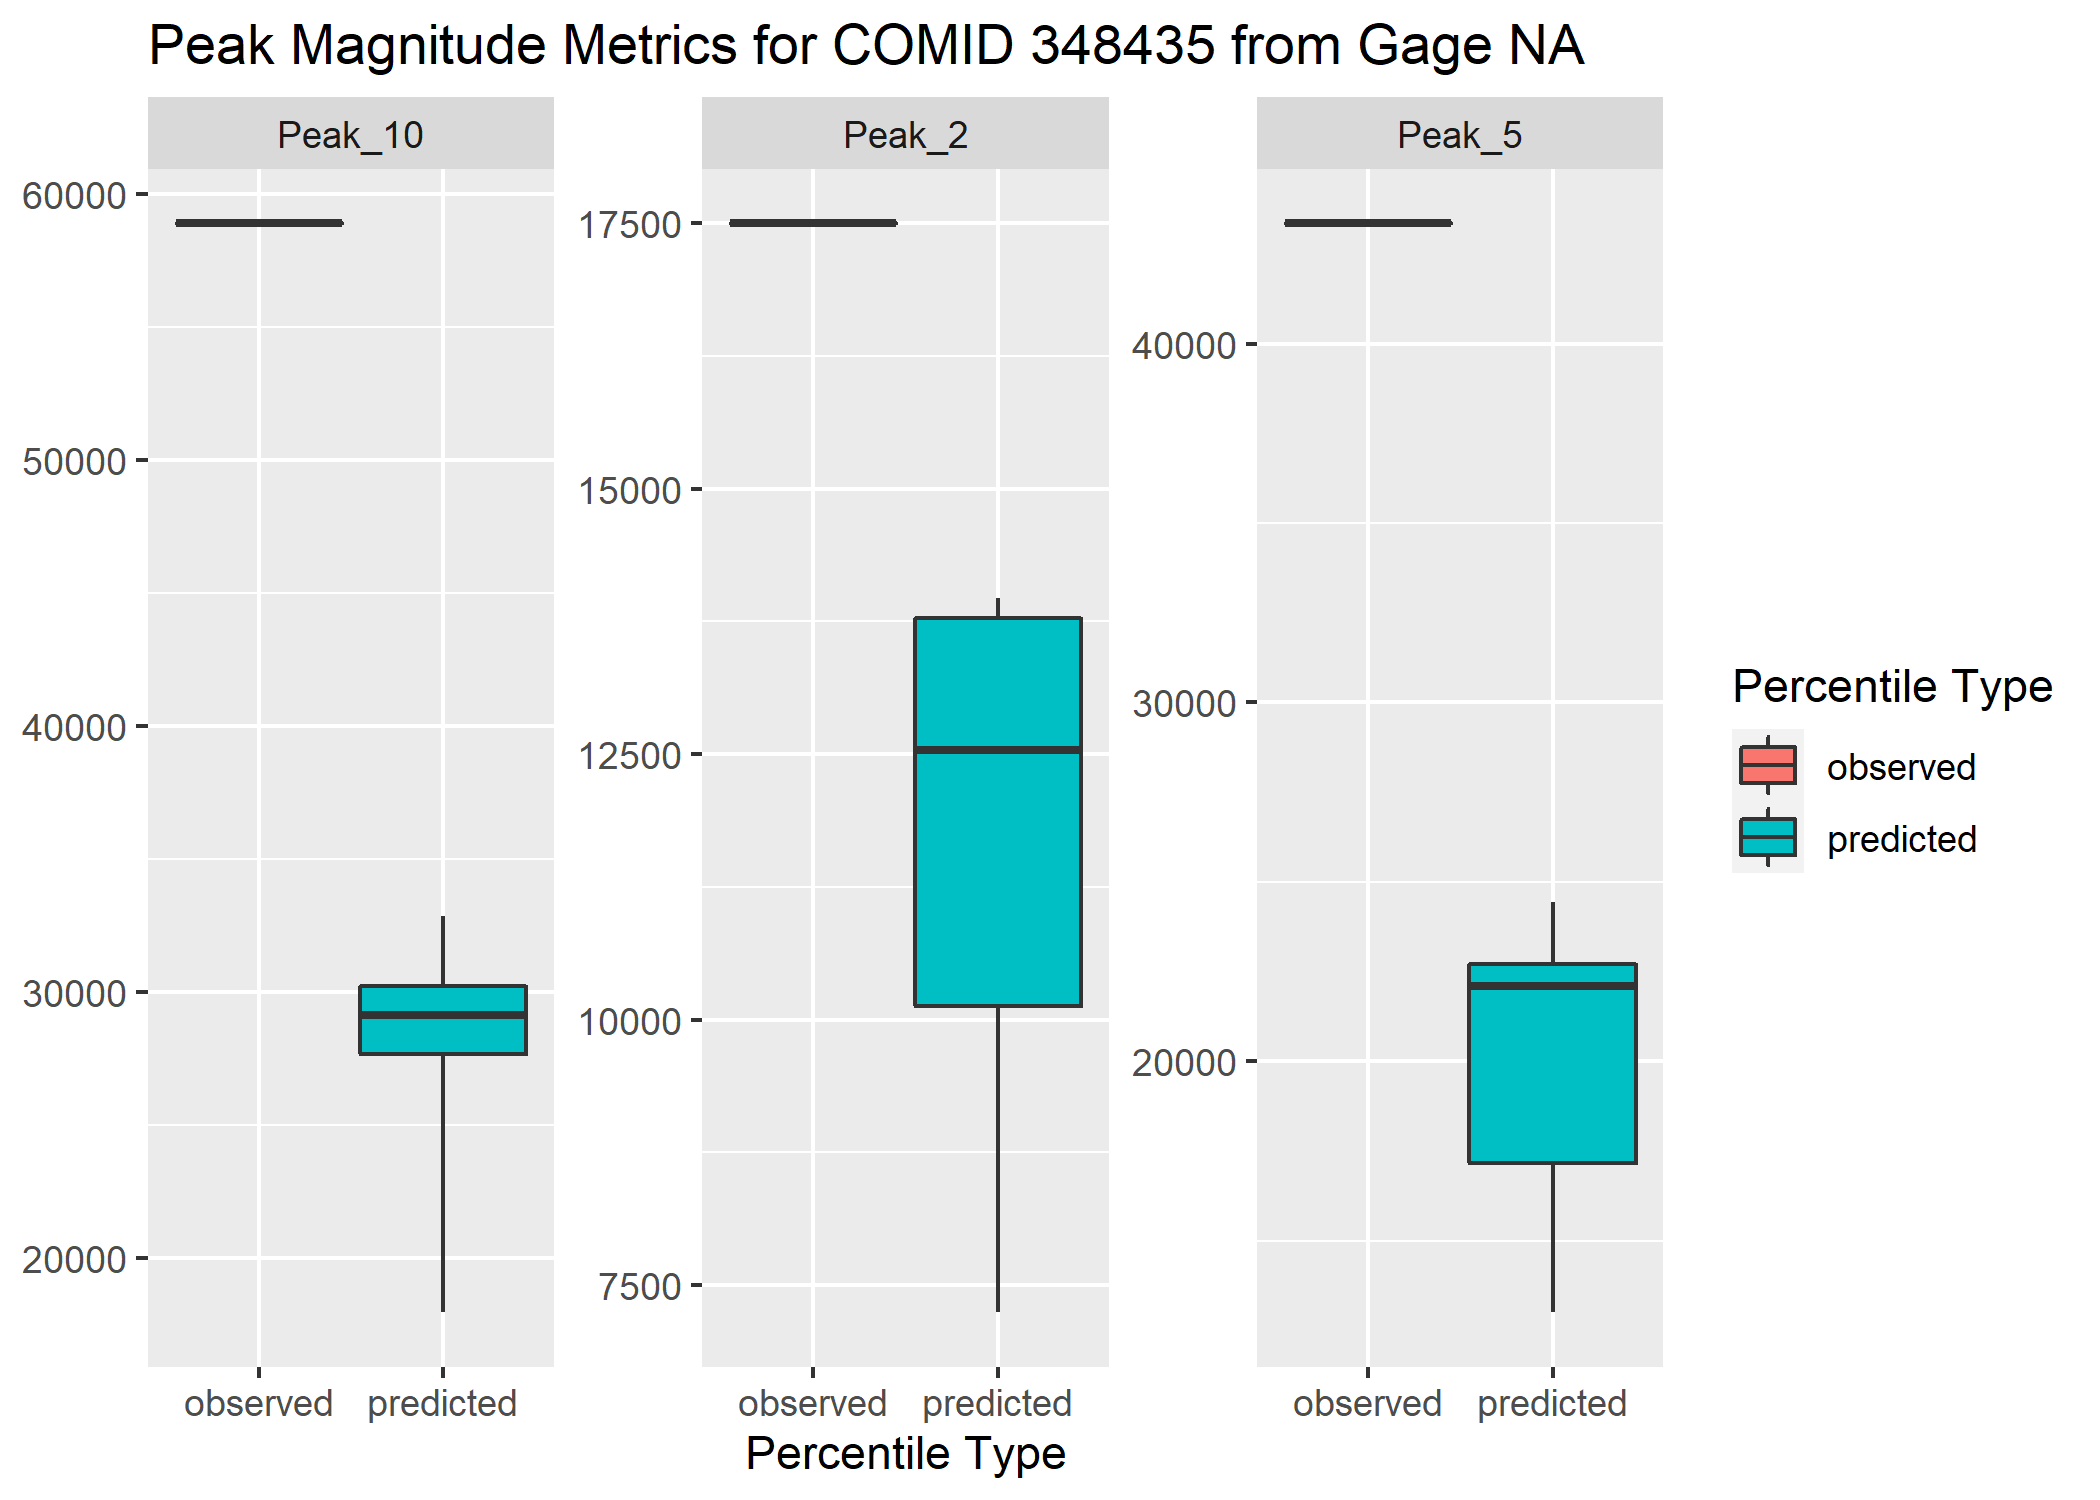 Peak Magnitude Metrics for COMID 348435 from Gage NA
Peak_10
60000
50000
40000
30000
20000
observed predicted
Peak_2
17500
15000
12500
10000
7500
observed predicted
Peak_5
40000
30000
20000
observed predicted
Percentile Type
Percentile Type
observed
predicted